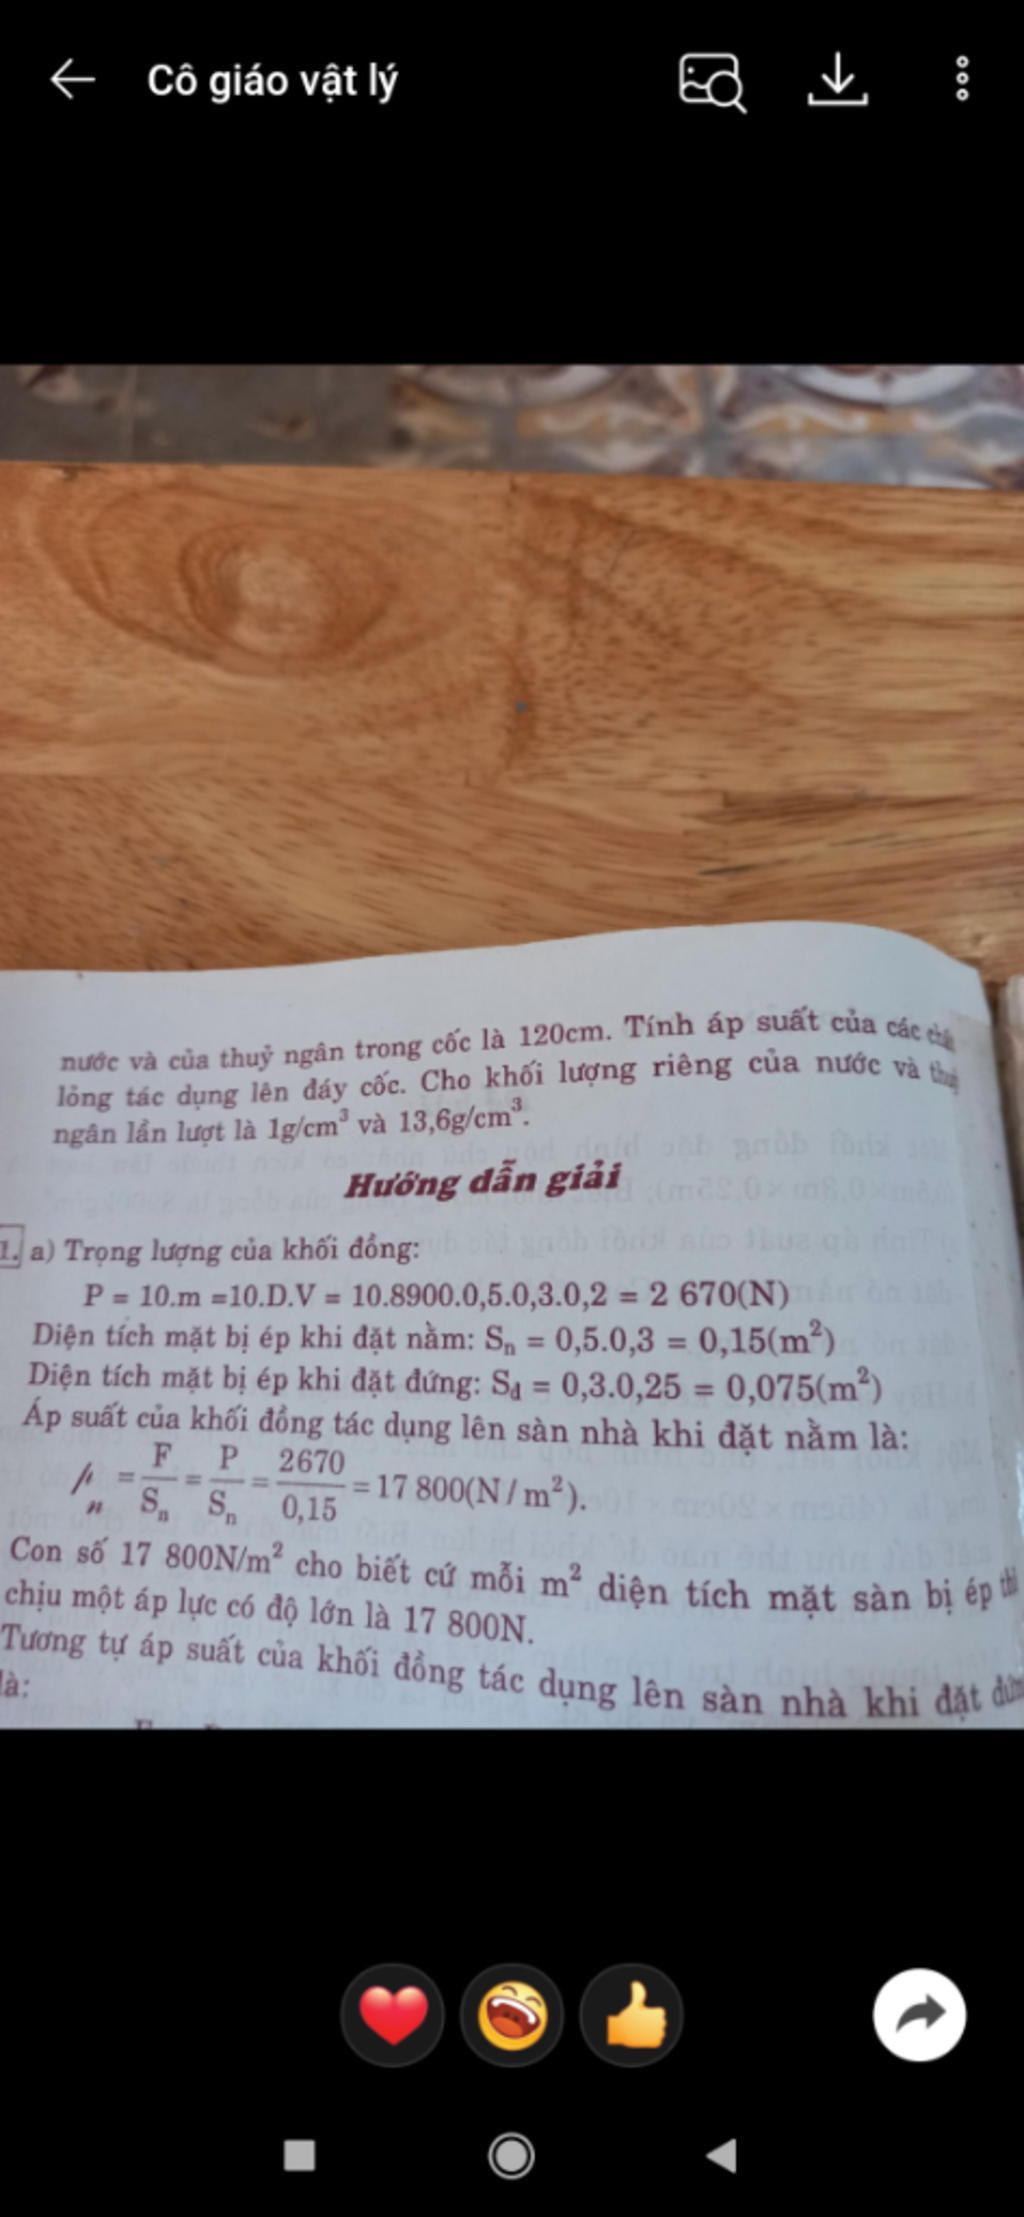 Cô giáo vật lý
nước và của thuỷ ngân trong cốc là 120cm. Tính áp suất của các
lỏng tác dụng lên đáy cốc. Cho khối lượng riêng của nước và
ngân lần lượt là 1g/cm³ và 13,6g/cm³.
Hướng dẫn giải
1. a) Trọng lượng của khối đồng:
P = 10.m =10.D.V = 10.8900.0,5.0,3.0,2 = 2 670(N)
Diện tích mặt bị ép khi đặt nằm: Sₙ = 0,5.0,3 = 0,15(m²)
Diện tích mặt bị ép khi đặt đứng: S_d = 0,3.0,25 = 0,075(m²)
Áp suất của khối đồng tác dụng lên sàn nhà khi đặt nằm là:
pₙ = F/Sₙ = P/Sₙ = 2670/0,15 = 17 800(N/m²).
Con số 17 800N/m² cho biết cứ mỗi m² diện tích mặt sàn bị ép
chịu một áp lực có độ lớn là 17 800N.
Tương tự áp suất của khối đồng tác dụng lên sàn nhà khi đặt
là: